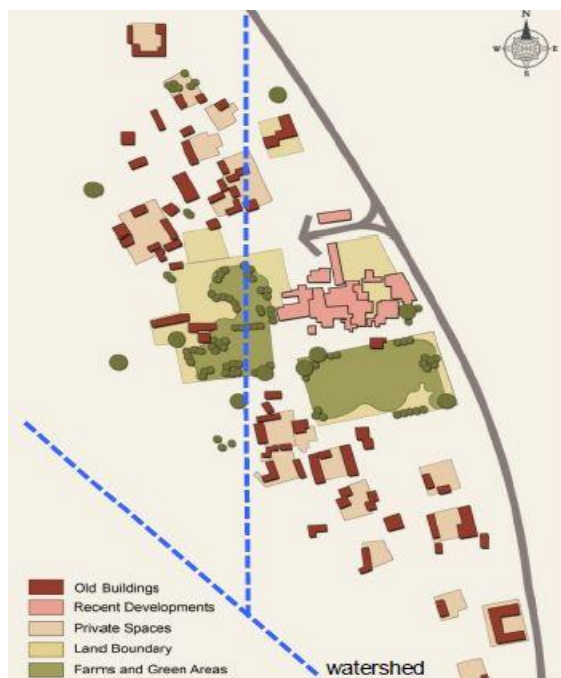 N
W E
S
Old Buildings
Recent Developments
Private Spaces
Land Boundary
Farms and Green Areas
watershed